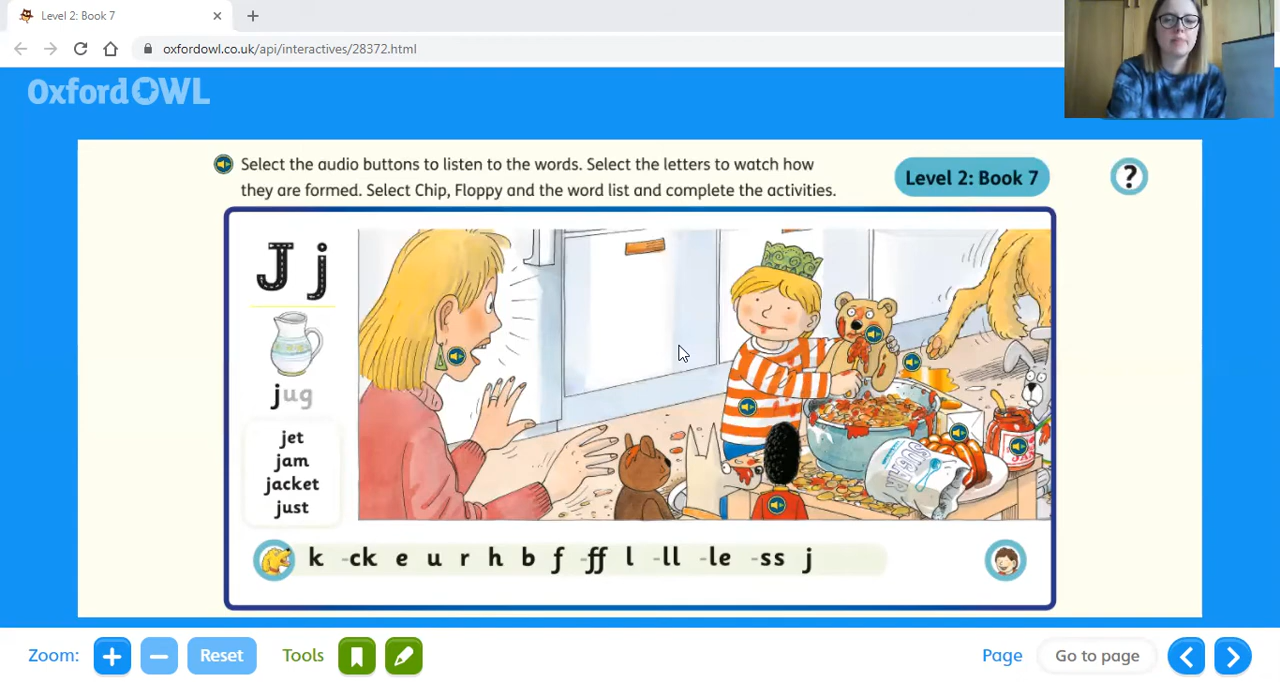 Level 2: Book 7
oxfordowl.co.uk/api/interactives/28372.html
Oxford OWL
Select the audio buttons to listen to the words. Select the letters to watch how
they are formed. Select Chip, Floppy and the word list and complete the activities.
Level 2: Book 7
?
J j
jug
jet
jam
jacket
just
SUGAR
JAM
k -ck e u r h b f -ff l -ll -le -ss j
Zoom: + − Reset Tools Page Go to page